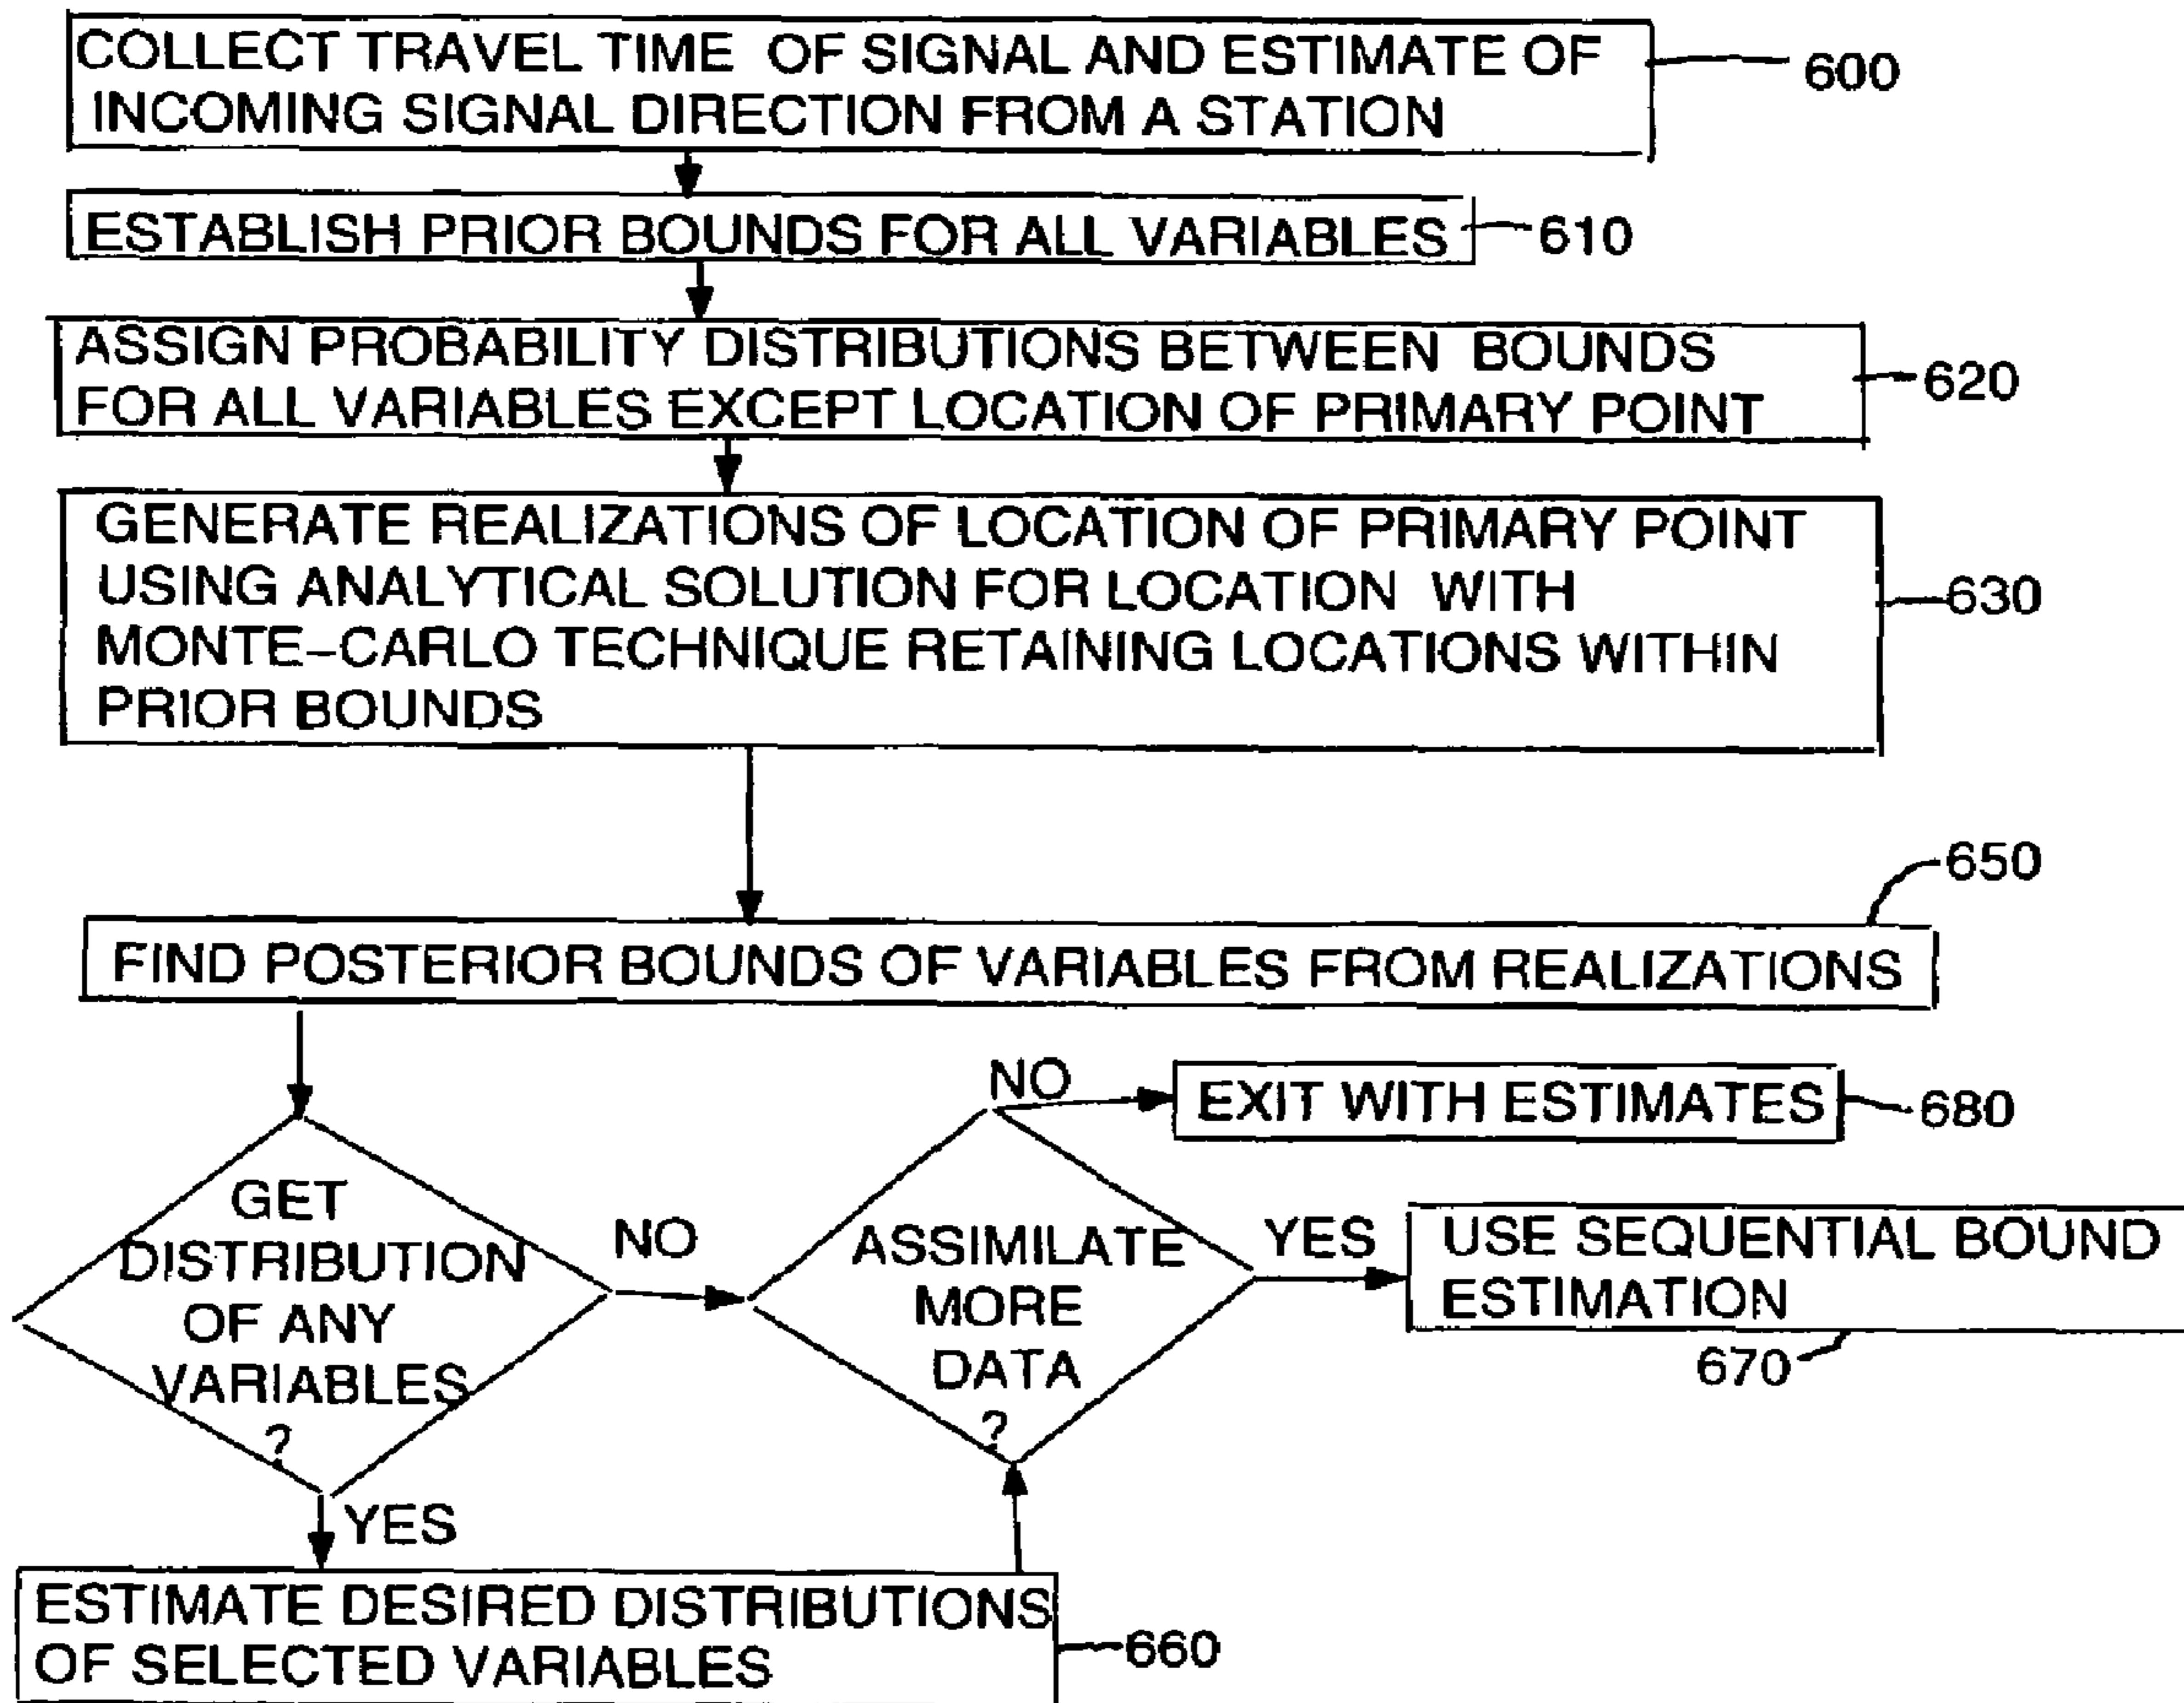 COLLECT TRAVEL TIME OF SIGNAL AND ESTIMATE OF
INCOMING SIGNAL DIRECTION FROM A STATION
600
ESTABLISH PRIOR BOUNDS FOR ALL VARIABLES
610
ASSIGN PROBABILITY DISTRIBUTIONS BETWEEN BOUNDS
FOR ALL VARIABLES EXCEPT LOCATION OF PRIMARY POINT
620
GENERATE REALIZATIONS OF LOCATION OF PRIMARY POINT
USING ANALYTICAL SOLUTION FOR LOCATION WITH
MONTE-CARLO TECHNIQUE RETAINING LOCATIONS WITHIN
PRIOR BOUNDS
630
650
FIND POSTERIOR BOUNDS OF VARIABLES FROM REALIZATIONS
NO
EXIT WITH ESTIMATES
680
GET
DISTRIBUTION
OF ANY
VARIABLES
?
NO
ASSIMILATE
MORE
DATA
?
YES
USE SEQUENTIAL BOUND
ESTIMATION
670
YES
ESTIMATE DESIRED DISTRIBUTIONS
OF SELECTED VARIABLES
660